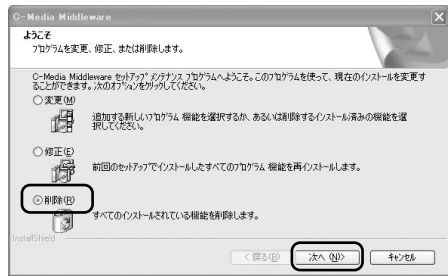 C-Media Middleware
ようこそ
プログラムを変更、修正、または削除します。
C-Media Middleware セットアップ メンテナンス プログラムへようこそ。このプログラムを使って、現在のインストールを変更す
ることができます。次のオプションをクリックしてください。
変更(M)
追加する新しいプログラム 機能を選択するか、あるいは削除するインストール済みの機能を選
択してください。
修正(E)
前回のセットアップでインストールしたすべてのプログラム 機能を再インストールします。
削除(R)
すべてのインストールされている機能を削除します。
InstallShield
< 戻る(B)
次へ (N)>
キャンセル